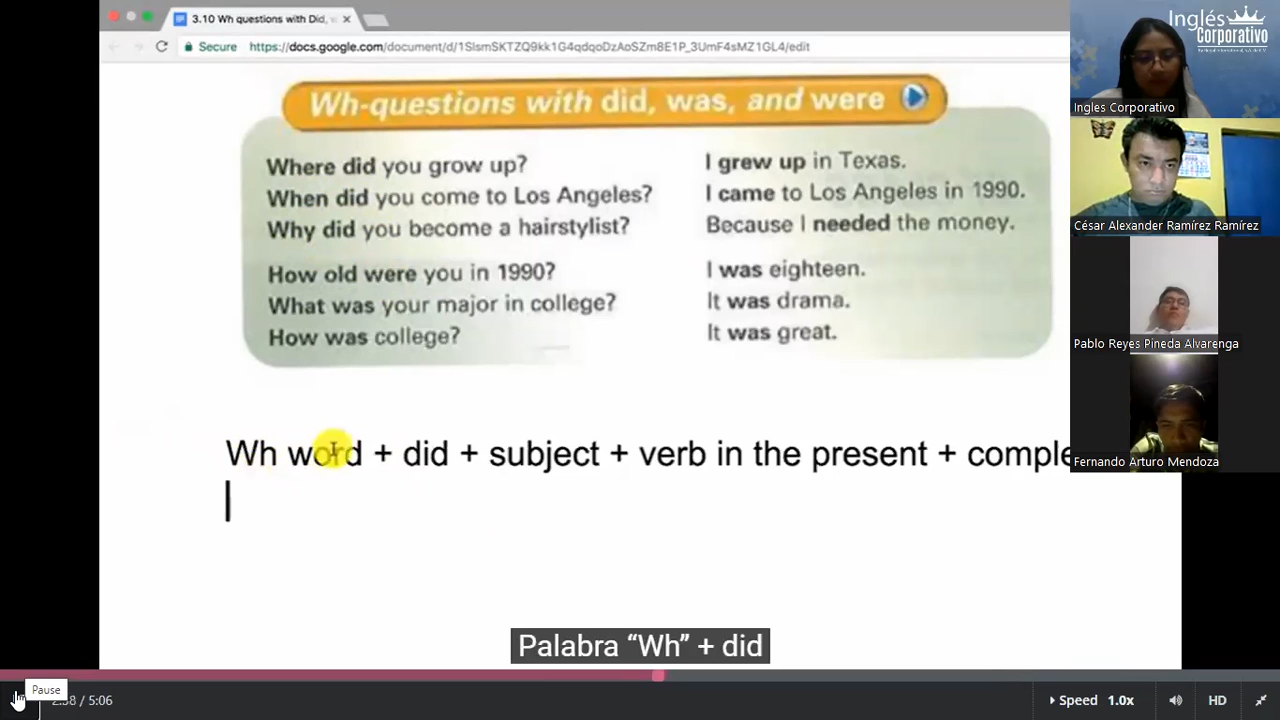 3.10 Wh questions with Did,
Secure https://docs.google.com/document/d/1SlsmSKTZQ9kk1G4qdqoDzAoSZm8E1P_3UmF4sMZ1GL4/edit
Wh-questions with did, was, and were
Where did you grow up? I grew up in Texas.
When did you come to Los Angeles? I came to Los Angeles in 1990.
Why did you become a hairstylist? Because I needed the money.
How old were you in 1990? I was eighteen.
What was your major in college? It was drama.
How was college? It was great.
Wh word + did + subject + verb in the present + comple
Palabra “Wh” + did
Pause
2:38 / 5:06
Speed 1.0x
HD
Inglés
Corporativo
Ingles Corporativo
César Alexander Ramírez Ramírez
Pablo Reyes Pineda Alvarenga
Fernando Arturo Mendoza